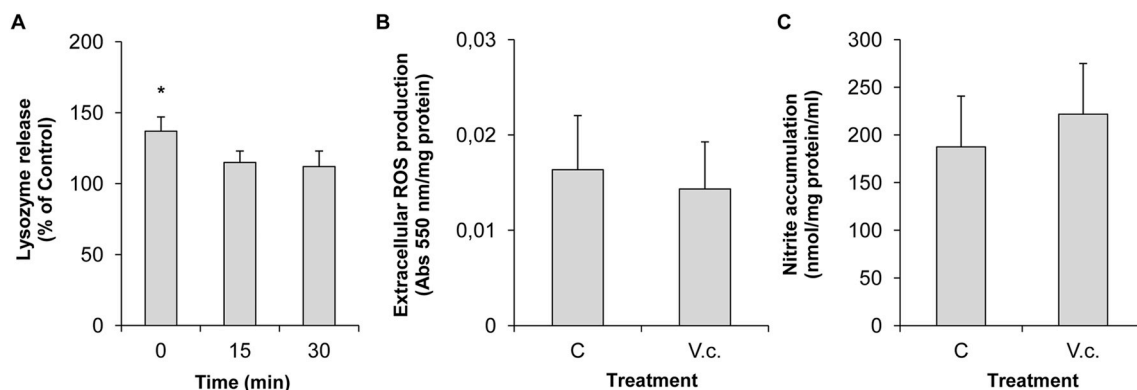 A
Lysozyme release
(% of Control)
200
150
100
50
0
*
0 15 30
Time (min)
B
Extracellular ROS production
(Abs 550 nm/mg protein)
0,03
0,02
0,01
0
C V.c.
Treatment
C
Nitrite accumulation
(nmol/mg protein/ml)
300
250
200
150
100
50
0
C V.c.
Treatment